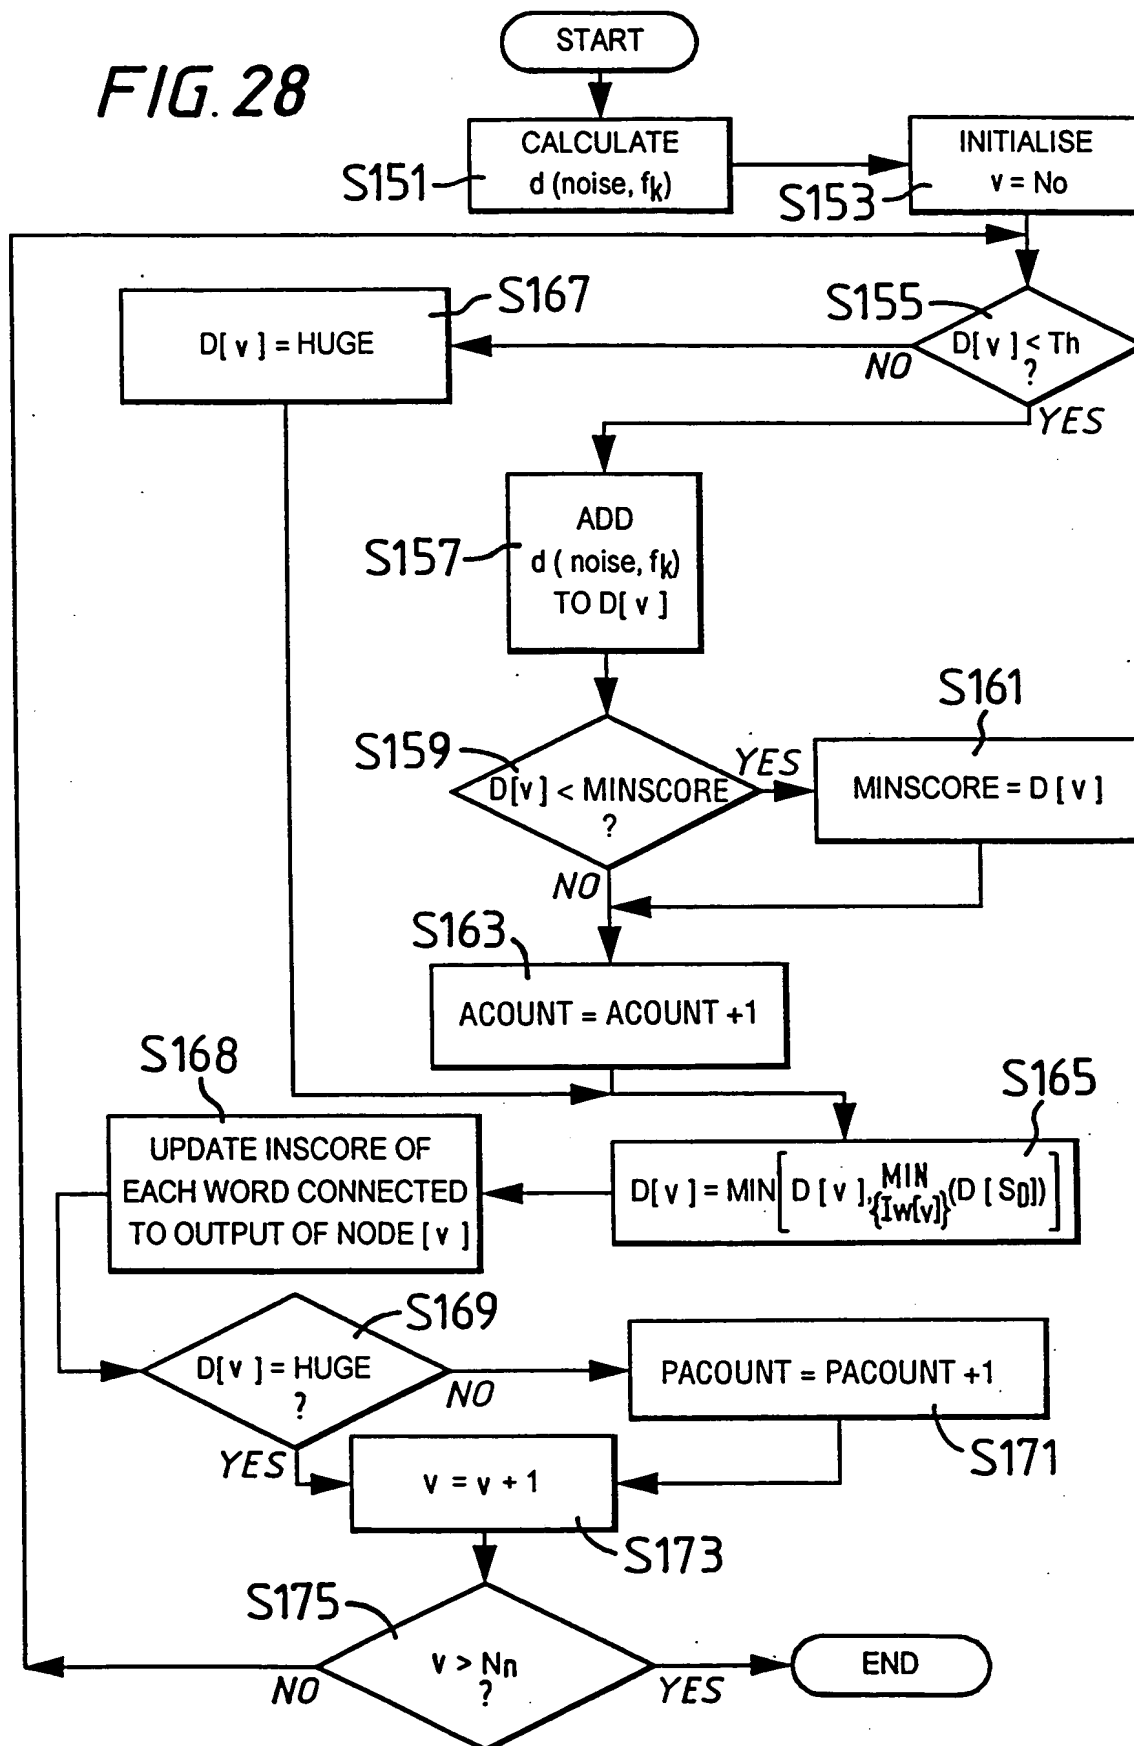 FIG. 28
START
S151
CALCULATE
d (noise, fk)
S153
INITIALISE
v = No
S155
D[ v ] < Th
?
NO
YES
S167
D[ v ] = HUGE
S157
ADD
d ( noise, fk)
TO D[ v ]
S159
D[v] < MINSCORE
?
YES
NO
S161
MINSCORE = D [ v ]
S163
ACOUNT = ACOUNT +1
S165
D[ v ] = MIN[ D [ v ], MIN (D [ SD])]
{Iw[v]}
S168
UPDATE INSCORE OF
EACH WORD CONNECTED
TO OUTPUT OF NODE [ v ]
S169
D[ v ] = HUGE
?
NO
YES
PACOUNT = PACOUNT +1
S171
v = v + 1
S173
S175
v > Nn
?
NO
YES
END